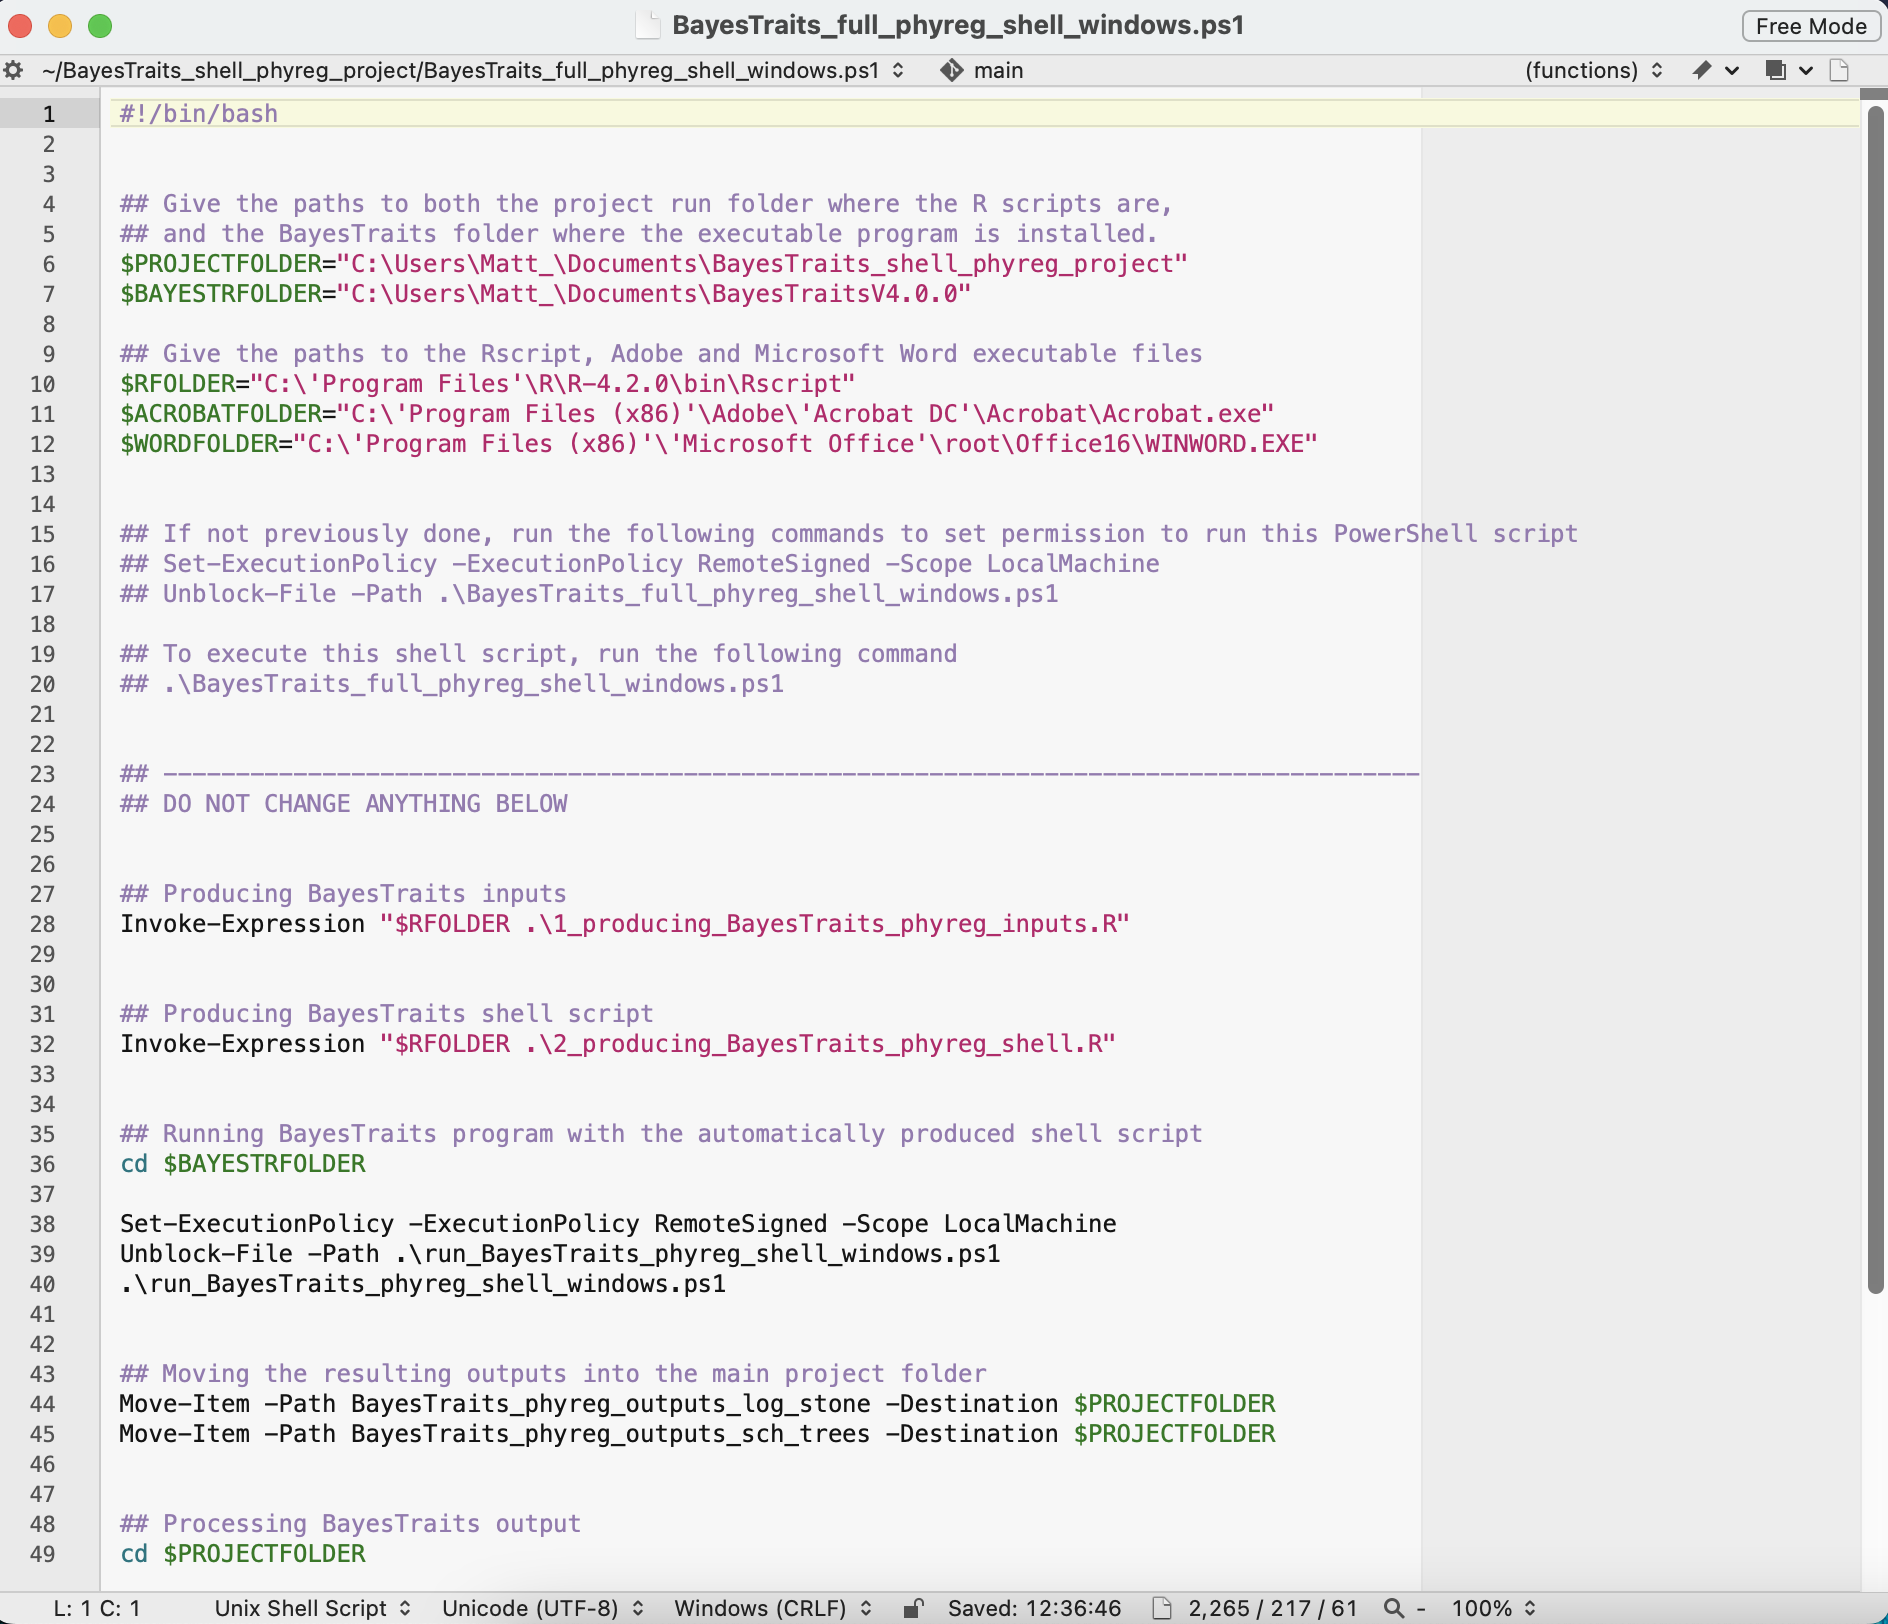 BayesTraits_full_phyreg_shell_windows.ps1
Free Mode
~/BayesTraits_shell_phyreg_project/BayesTraits_full_phyreg_shell_windows.ps1 main (functions)
1 #!/bin/bash
2
3
4 ## Give the paths to both the project run folder where the R scripts are,
5 ## and the BayesTraits folder where the executable program is installed.
6 $PROJECTFOLDER="C:\Users\Matt_\Documents\BayesTraits_shell_phyreg_project"
7 $BAYESTRFOLDER="C:\Users\Matt_\Documents\BayesTraitsV4.0.0"
8
9 ## Give the paths to the Rscript, Adobe and Microsoft Word executable files
10 $RFOLDER="C:\'Program Files'\R\R-4.2.0\bin\Rscript"
11 $ACROBATFOLDER="C:\'Program Files (x86)'\Adobe\'Acrobat DC'\Acrobat\Acrobat.exe"
12 $WORDFOLDER="C:\'Program Files (x86)'\'Microsoft Office'\root\Office16\WINWORD.EXE"
13
14
15 ## If not previously done, run the following commands to set permission to run this PowerShell script
16 ## Set-ExecutionPolicy -ExecutionPolicy RemoteSigned -Scope LocalMachine
17 ## Unblock-File -Path .\BayesTraits_full_phyreg_shell_windows.ps1
18
19 ## To execute this shell script, run the following command
20 ## .\BayesTraits_full_phyreg_shell_windows.ps1
21
22
23 ## ---------------------------------------------------------------------------------------
24 ## DO NOT CHANGE ANYTHING BELOW
25
26
27 ## Producing BayesTraits inputs
28 Invoke-Expression "$RFOLDER .\1_producing_BayesTraits_phyreg_inputs.R"
29
30
31 ## Producing BayesTraits shell script
32 Invoke-Expression "$RFOLDER .\2_producing_BayesTraits_phyreg_shell.R"
33
34
35 ## Running BayesTraits program with the automatically produced shell script
36 cd $BAYESTRFOLDER
37
38 Set-ExecutionPolicy -ExecutionPolicy RemoteSigned -Scope LocalMachine
39 Unblock-File -Path .\run_BayesTraits_phyreg_shell_windows.ps1
40 .\run_BayesTraits_phyreg_shell_windows.ps1
41
42
43 ## Moving the resulting outputs into the main project folder
44 Move-Item -Path BayesTraits_phyreg_outputs_log_stone -Destination $PROJECTFOLDER
45 Move-Item -Path BayesTraits_phyreg_outputs_sch_trees -Destination $PROJECTFOLDER
46
47
48 ## Processing BayesTraits output
49 cd $PROJECTFOLDER
L: 1 C: 1 Unix Shell Script Unicode (UTF-8) Windows (CRLF) Saved: 12:36:46 2,265 / 217 / 61 - 100%